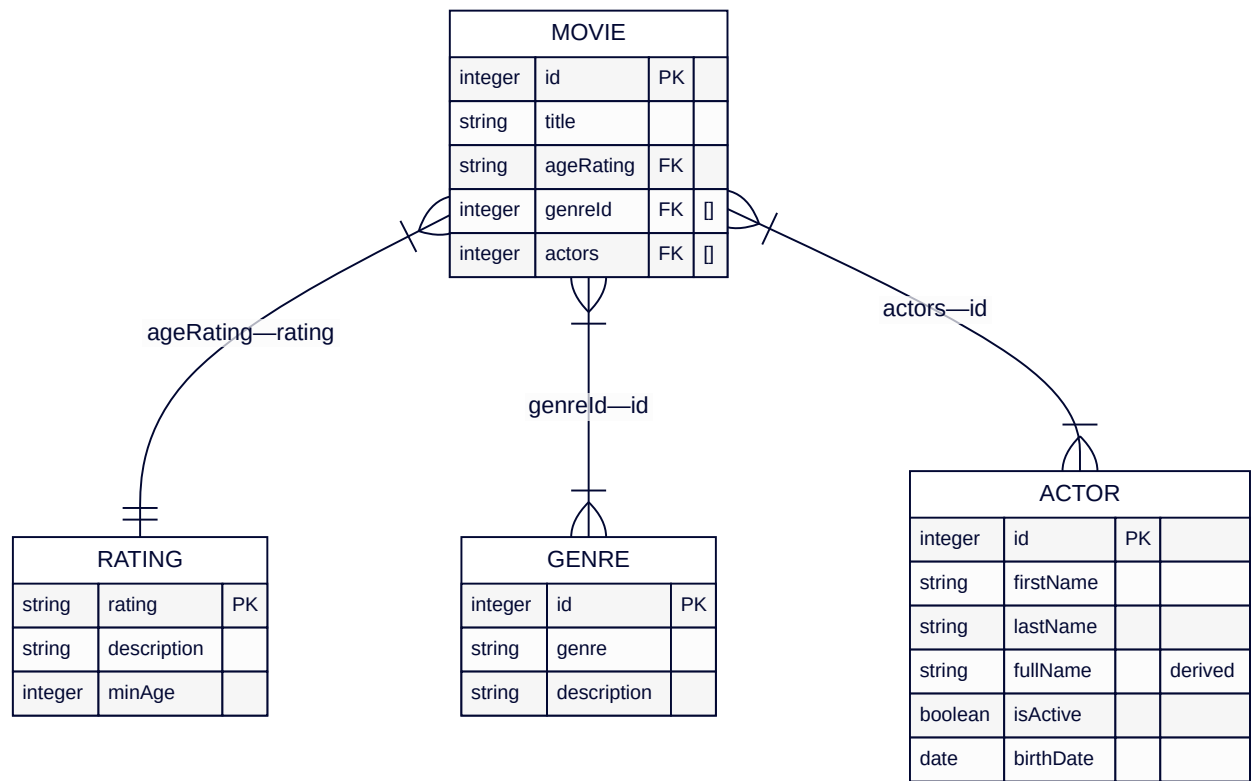 MOVIE
integer id PK
string title
string ageRating FK
integer genreId FK []
integer actors FK []
ageRating—rating
genreId—id
actors—id
RATING
string rating PK
string description
integer minAge
GENRE
integer id PK
string genre
string description
ACTOR
integer id PK
string firstName
string lastName
string fullName derived
boolean isActive
date birthDate